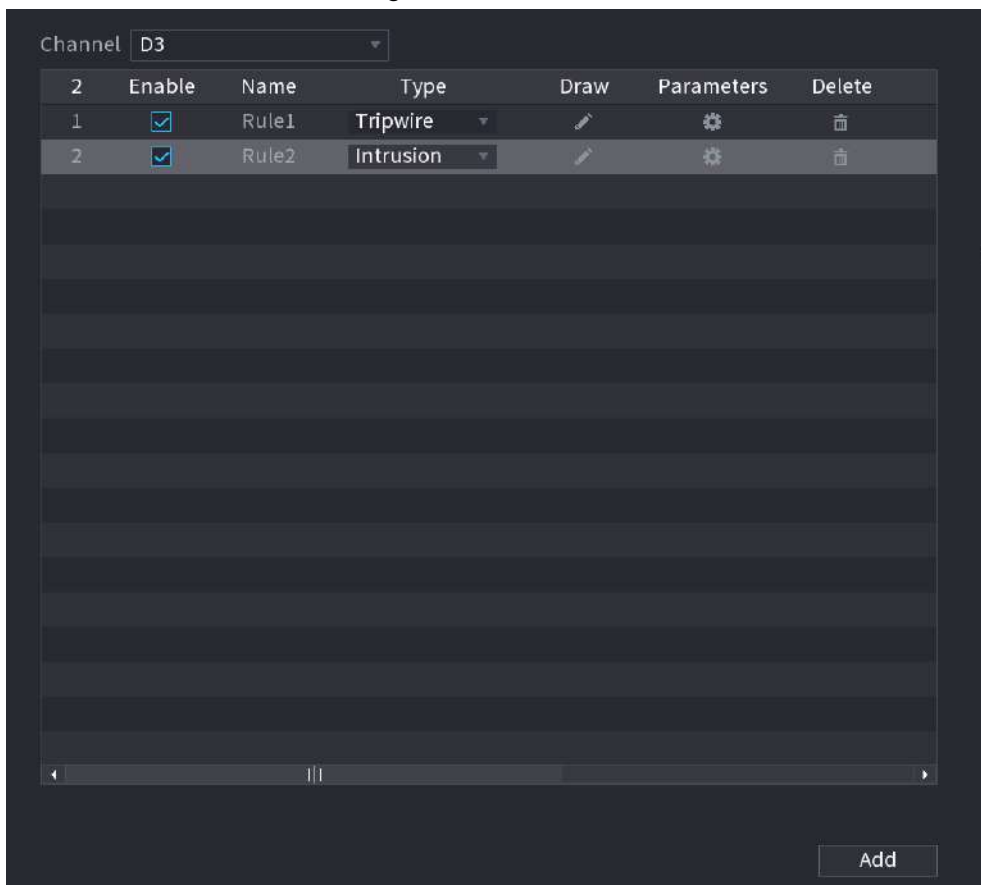 Channel D3
2 Enable Name Type Draw Parameters Delete
1 Rule1 Tripwire
2 Rule2 Intrusion
Add